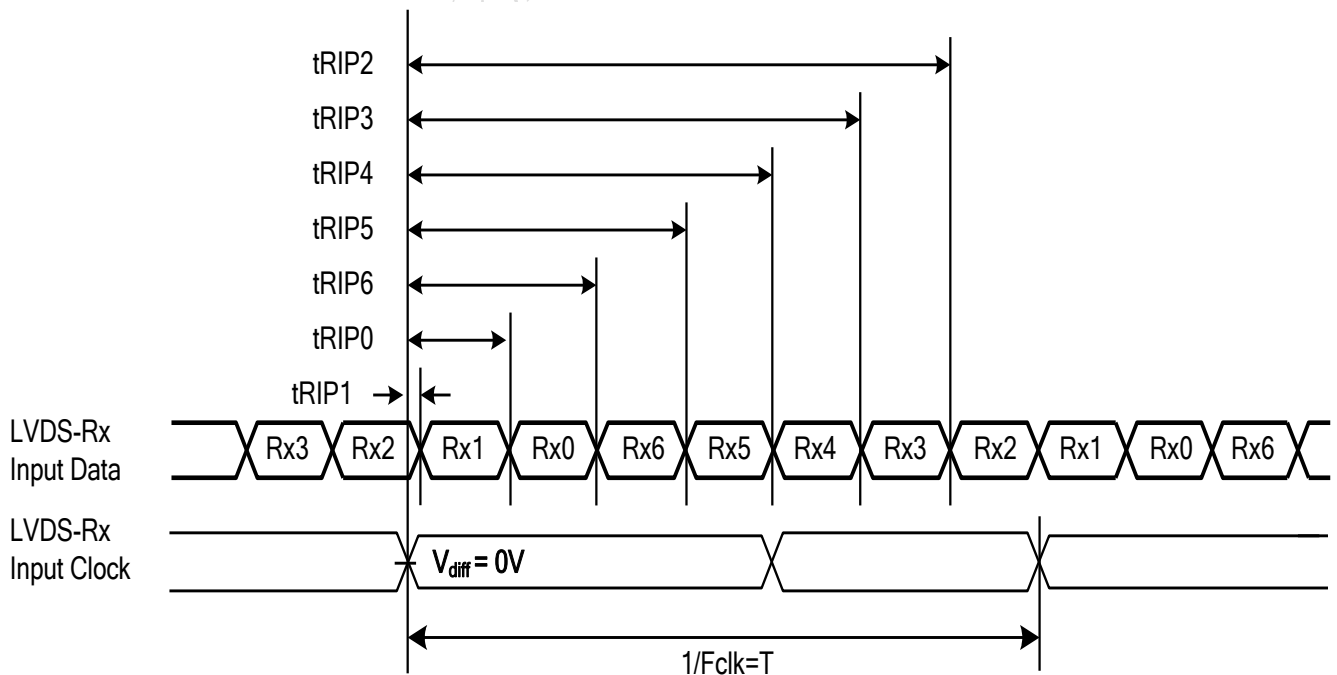 tRIP2
tRIP3
tRIP4
tRIP5
tRIP6
tRIP0
tRIP1
LVDS-Rx
Input Data
Rx3 Rx2 Rx1 Rx0 Rx6 Rx5 Rx4 Rx3 Rx2 Rx1 Rx0 Rx6
LVDS-Rx
Input Clock
Vdiff = 0V
1/Fclk=T